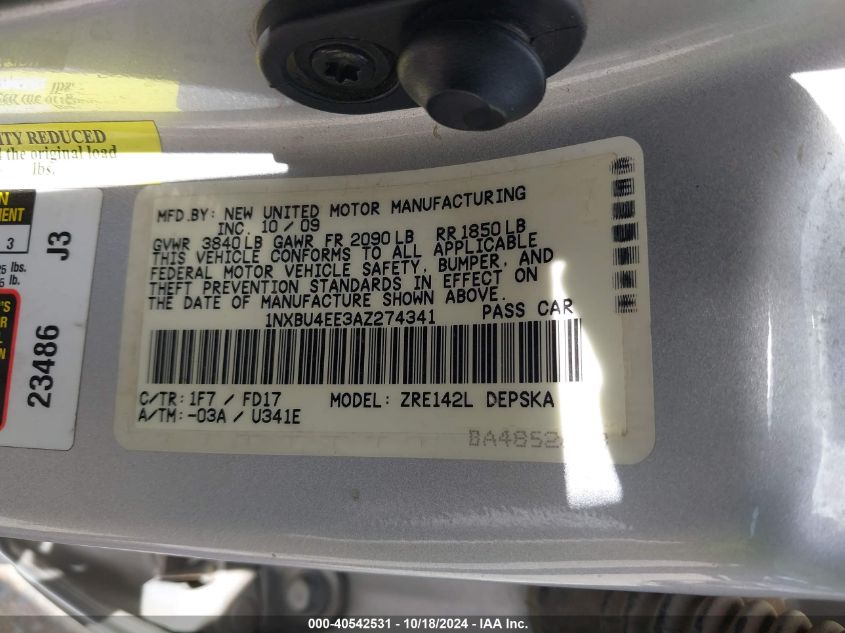 ITY REDUCED
the original load
lbs.
MFD.BY: NEW UNITED MOTOR MANUFACTURING
INC. 10 / 09
GVWR 3840 LB GAWR FR 2090 LB RR 1850 LB
THIS VEHICLE CONFORMS TO ALL APPLICABLE
FEDERAL MOTOR VEHICLE SAFETY, BUMPER, AND
THEFT PREVENTION STANDARDS IN EFFECT ON
THE DATE OF MANUFACTURE SHOWN ABOVE.
1NXBU4EE3AZ274341 PASS CAR
C/TR: 1F7 / FD17 MODEL: ZRE142L DEPSKA
A/TM: -03A / U341E
3
lbs.
lb.
23486 J3
000-40542531 - 10/18/2024 - USA - IAA, Inc.